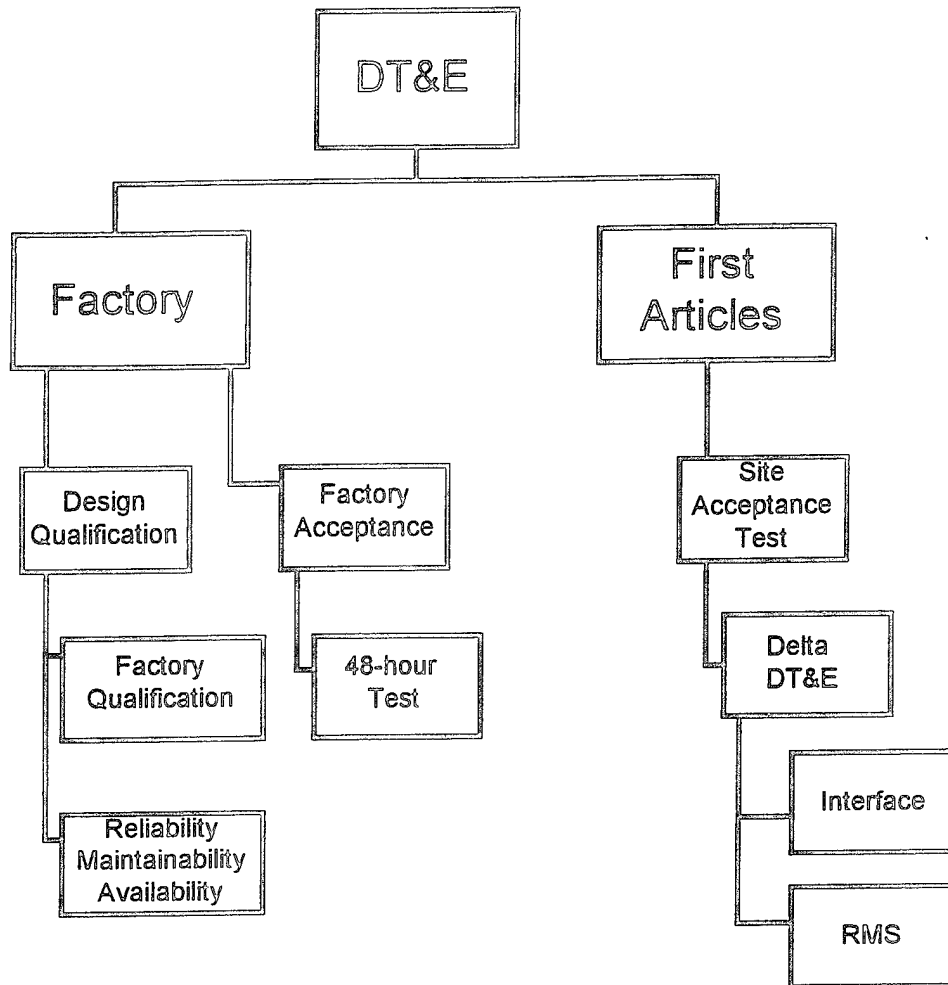 DT&E
Factory
First
Articles
Design
Qualification
Factory
Acceptance
Site
Acceptance
Test
Factory
Qualification
48-hour
Test
Delta
DT&E
Reliability
Maintainability
Availability
Interface
RMS